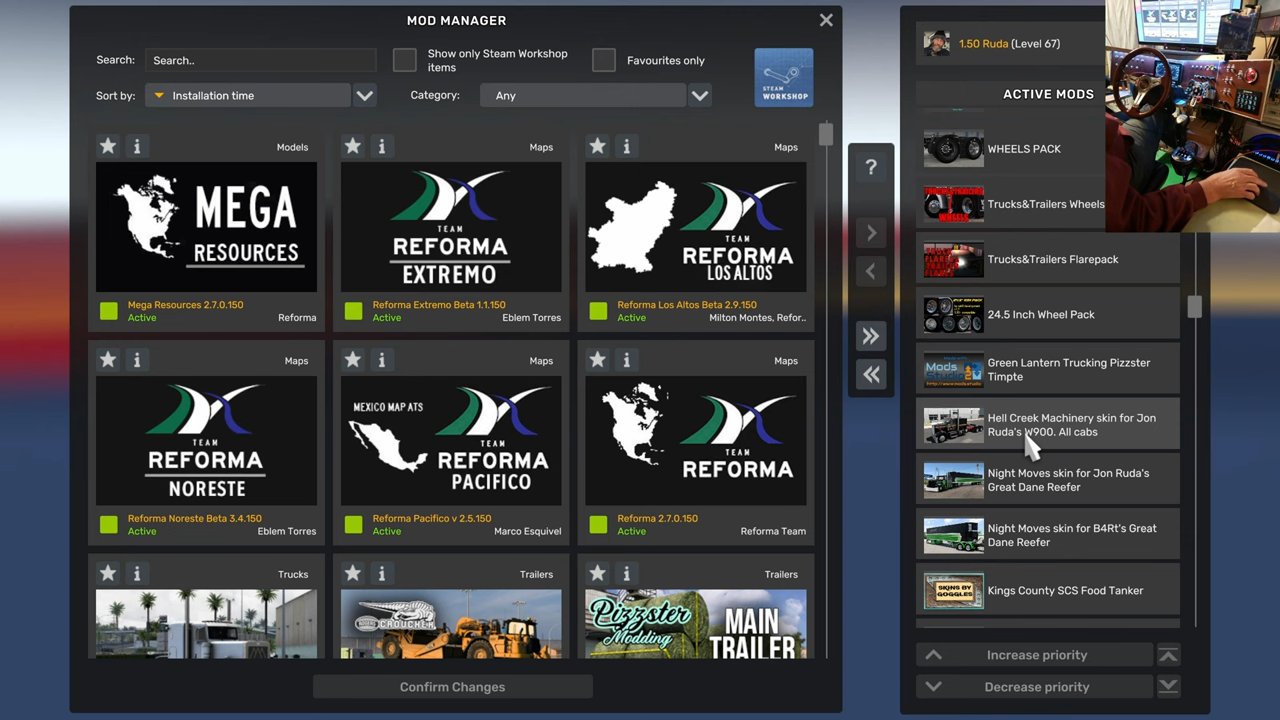 MOD MANAGER
Search:
Search..
Show only Steam Workshop
items
Favourites only
STEAM
WORKSHOP
Sort by:
Installation time
Category:
Any
Models
MEGA
RESOURCES
Mega Resources 2.7.0.150
Active
Reforma
Maps
TEAM
REFORMA
EXTREMO
Reforma Extremo Beta 1.1.150
Active
Eblem Torres
Maps
TEAM
REFORMA
LOS ALTOS
Reforma Los Altos Beta 2.9.150
Active
Milton Montes, Refor..
Maps
TEAM
REFORMA
NORESTE
Reforma Noreste Beta 3.4.150
Active
Eblem Torres
Maps
MEXICO MAP ATS
TEAM
REFORMA
PACIFICO
Reforma Pacifico v 2.5.150
Active
Marco Esquivel
Maps
TEAM
REFORMA
Reforma 2.7.0.150
Active
Reforma Team
Trucks
Trailers
CROUCHER
Trailers
Pizzster
Modding
MAIN
TRAILER
Confirm Changes
?
1.50 Ruda (Level 67)
ACTIVE MODS
WHEELS PACK
Trucks&Trailers Wheels
Trucks&Trailers Flarepack
24.5 Inch Wheel Pack
Mods
Studio 2
Green Lantern Trucking Pizzster
Timpte
Hell Creek Machinery skin for Jon
Ruda's W900. All cabs
Night Moves skin for Jon Ruda's
Great Dane Reefer
Night Moves skin for B4Rt's Great
Dane Reefer
SKINS BY
GOGGLES
Kings County SCS Food Tanker
Increase priority
Decrease priority